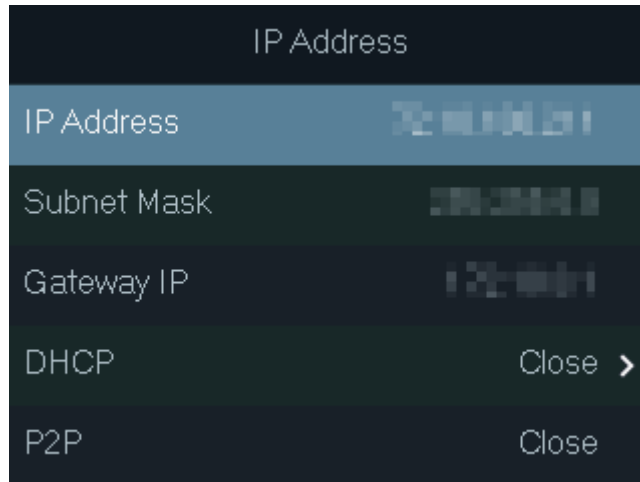 IP Address
IP Address
Subnet Mask
Gateway IP
DHCP Close
P2P Close